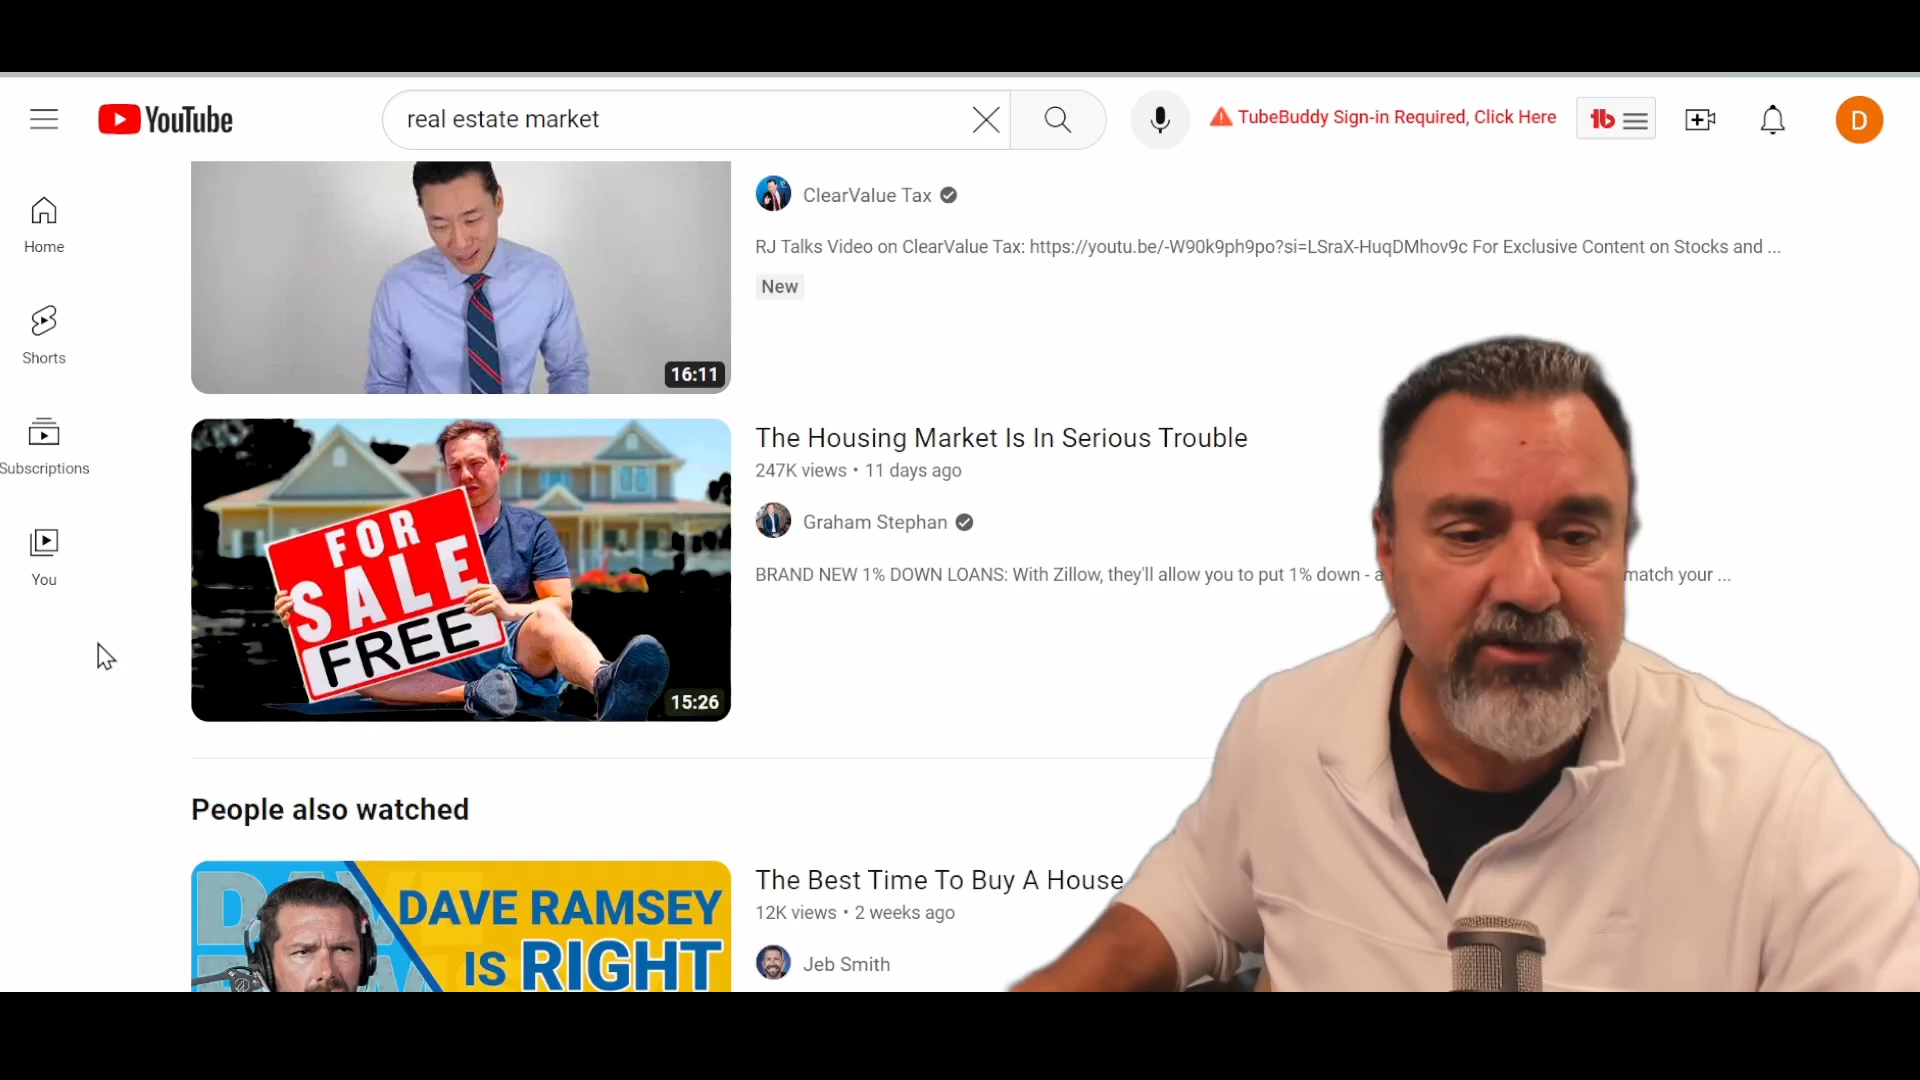 YouTube
real estate market
TubeBuddy Sign-in Required, Click Here
tb
D
Home
Shorts
Subscriptions
You
16:11
ClearValue Tax
RJ Talks Video on ClearValue Tax: https://youtu.be/-W90k9ph9po?si=LSraX-HuqDMhov9c For Exclusive Content on Stocks and ...
New
FOR
SALE
FREE
15:26
The Housing Market Is In Serious Trouble
247K views • 11 days ago
Graham Stephan
BRAND NEW 1% DOWN LOANS: With Zillow, they'll allow you to put 1% down - a match your ...
People also watched
DAVE RAMSEY
IS RIGHT
The Best Time To Buy A House
12K views • 2 weeks ago
Jeb Smith